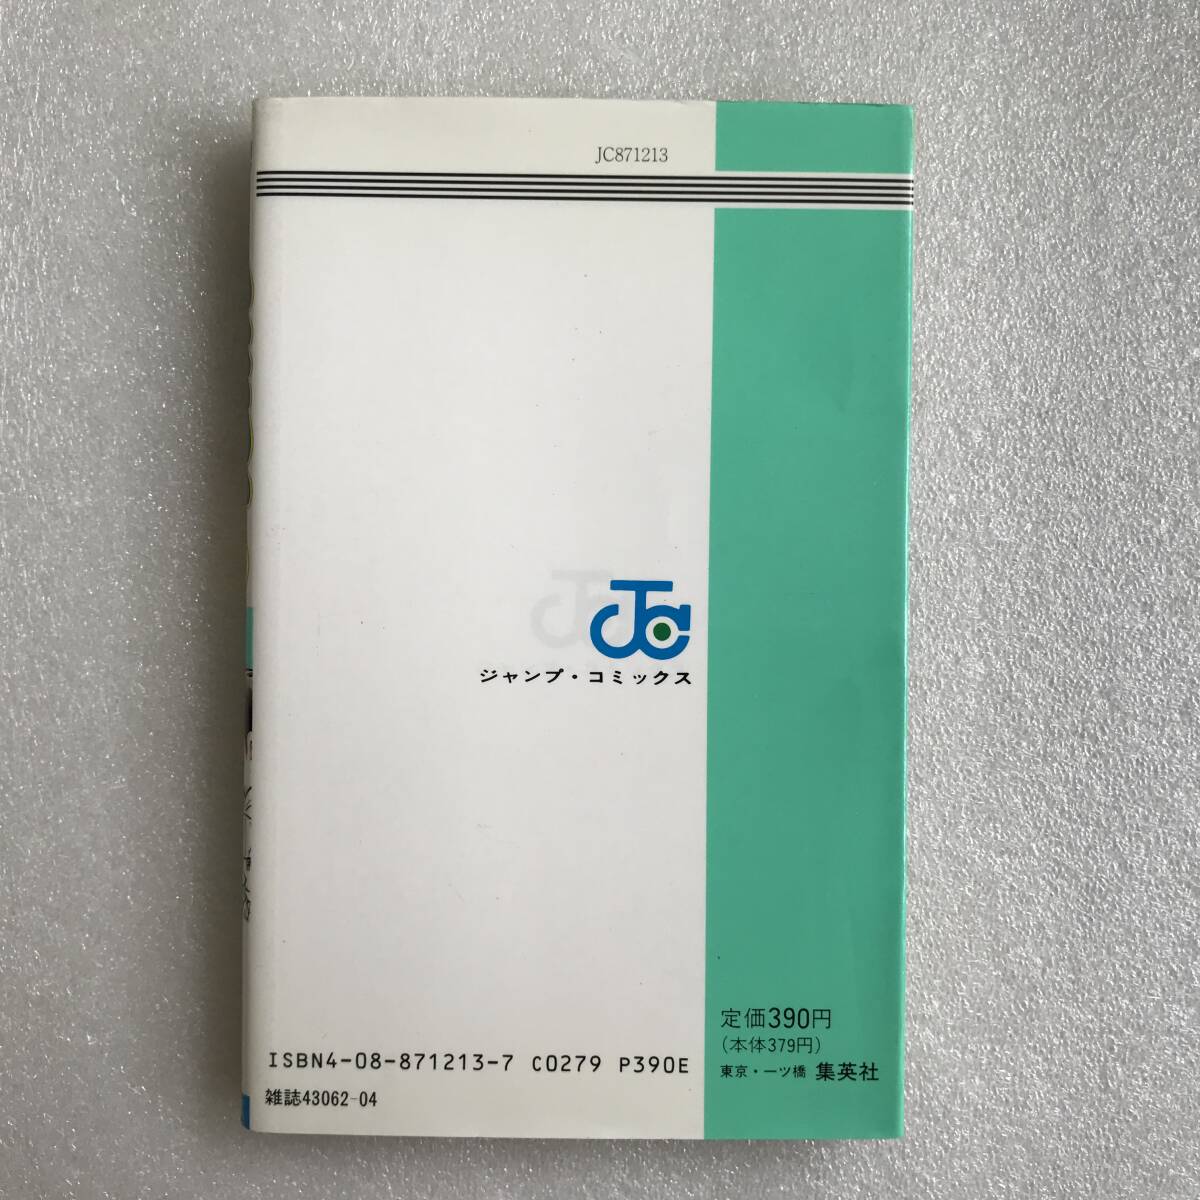 JC871213
JC
ジャンプ・コミックス
定価390円
(本体379円)
東京・一ツ橋 集英社
ISBN4-08-871213-7 C0279 P390E
雑誌43062-04